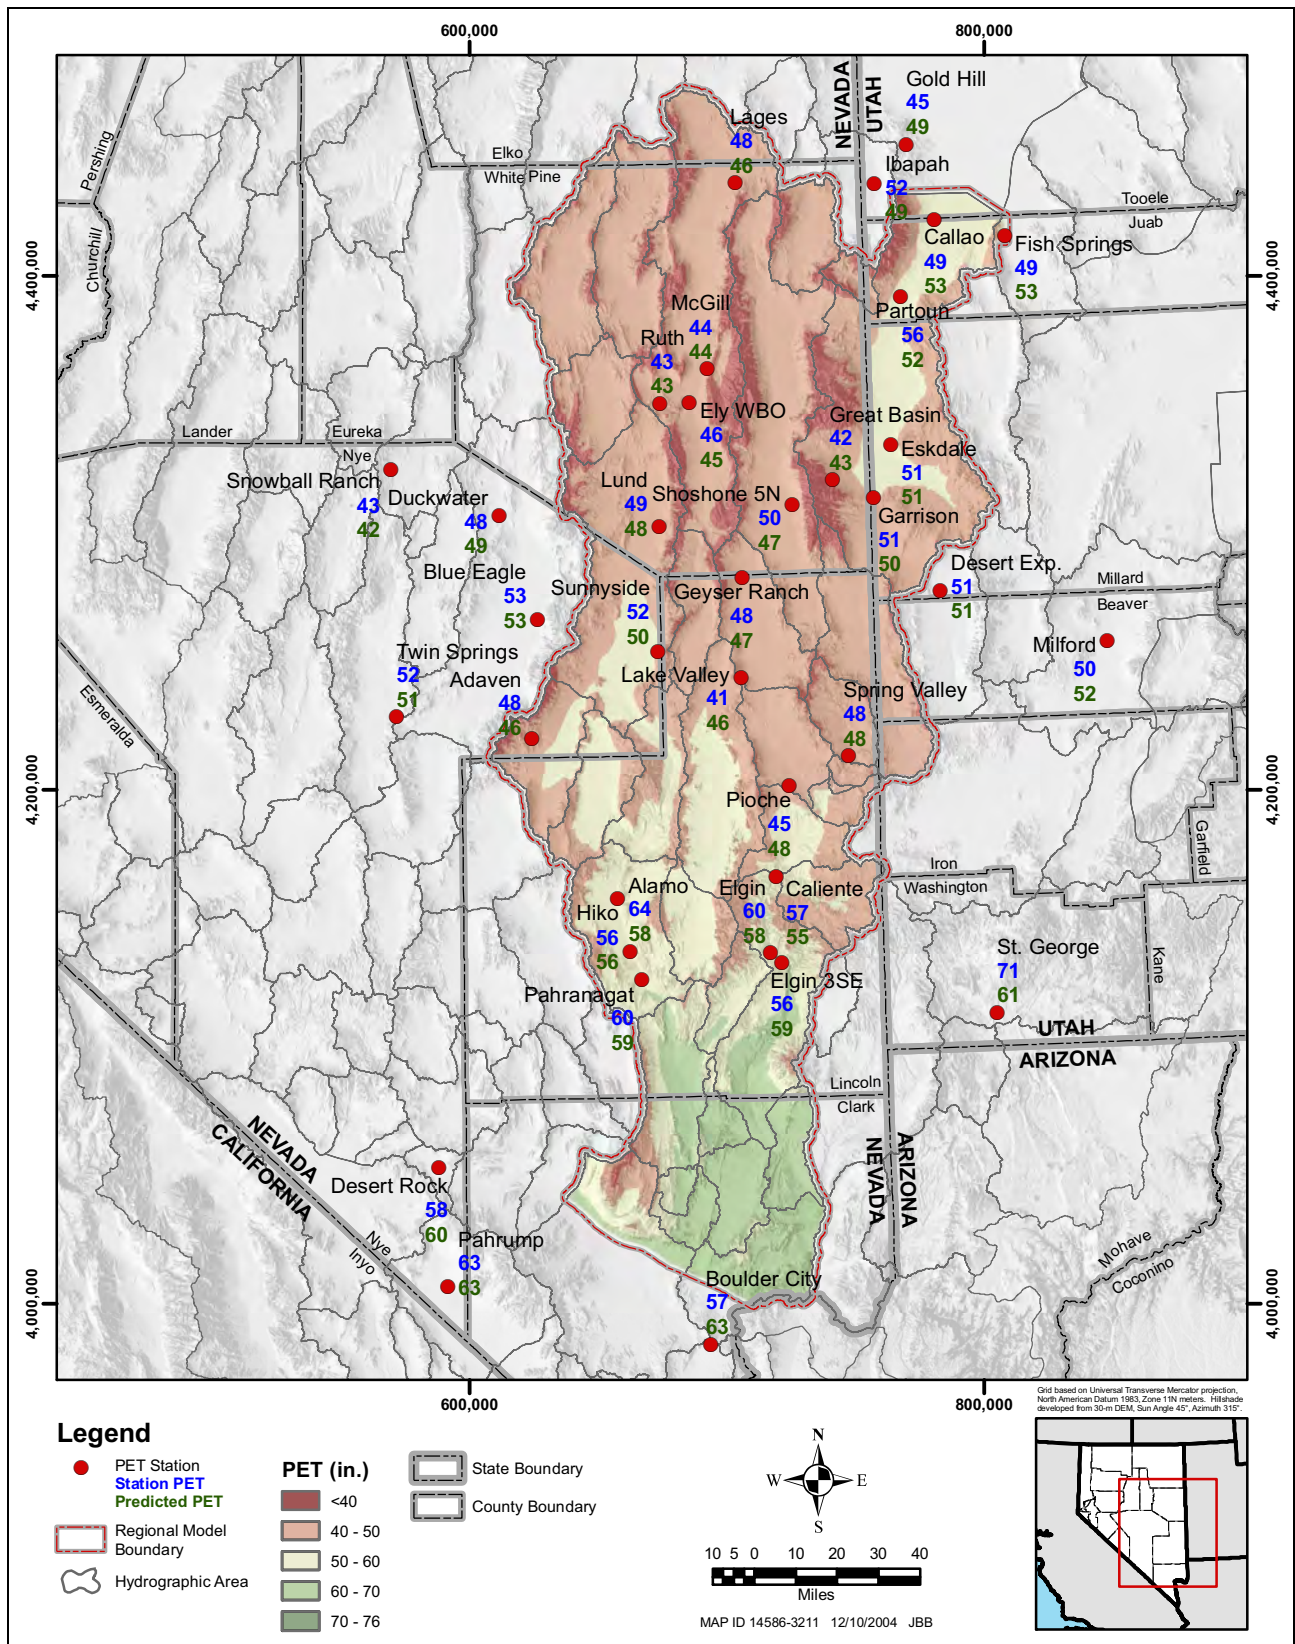 600,000
800,000
NEVADA
UTAH
Gold Hill
45
49
Lages
48
46
Elko
White Pine
Ibapah
52
49
Pershing
Churchill
Tooele
Juab
Callao
49
53
Fish Springs
49
53
4,400,000
4,400,000
Partoun
56
52
McGill
44
44
Ruth
43
43
Ely WBO
46
45
Great Basin
42
43
Eskdale
51
51
Lander
Eureka
Nye
Snowball Ranch
43
42
Duckwater
48
49
Lund
49
48
Shoshone 5N
50
47
Garrison
51
50
Blue Eagle
53
53
Sunnyside
52
50
Geyser Ranch
48
47
Desert Exp.
51
51
Millard
Beaver
Milford
50
52
Twin Springs
52
51
Adaven
48
46
Lake Valley
41
46
Spring Valley
48
48
Esmeralda
4,200,000
4,200,000
Pioche
45
48
Garfield
Iron
Washington
Kane
Alamo
64
58
Hiko
56
56
Elgin
60
58
Caliente
57
55
St. George
71
61
Pahranagat
60
59
Elgin 3SE
56
59
UTAH
ARIZONA
Lincoln
Clark
NEVADA
CALIFORNIA
ARIZONA
NEVADA
Desert Rock
58
60
Nye
Inyo
Pahrump
63
63
Mohave
Coconino
Boulder City
57
63
4,000,000
4,000,000
600,000
800,000
Grid based on Universal Transverse Mercator projection,
North American Datum 1983, Zone 11N meters. Hillshade
developed from 30-m DEM, Sun Angle 45°, Azimuth 315°.
Legend
PET Station
Station PET
Predicted PET
Regional Model
Boundary
Hydrographic Area
PET (in.)
<40
40 - 50
50 - 60
60 - 70
70 - 76
State Boundary
County Boundary
N
W
E
S
10 5 0 10 20 30 40
Miles
MAP ID 14586-3211 12/10/2004 JBB